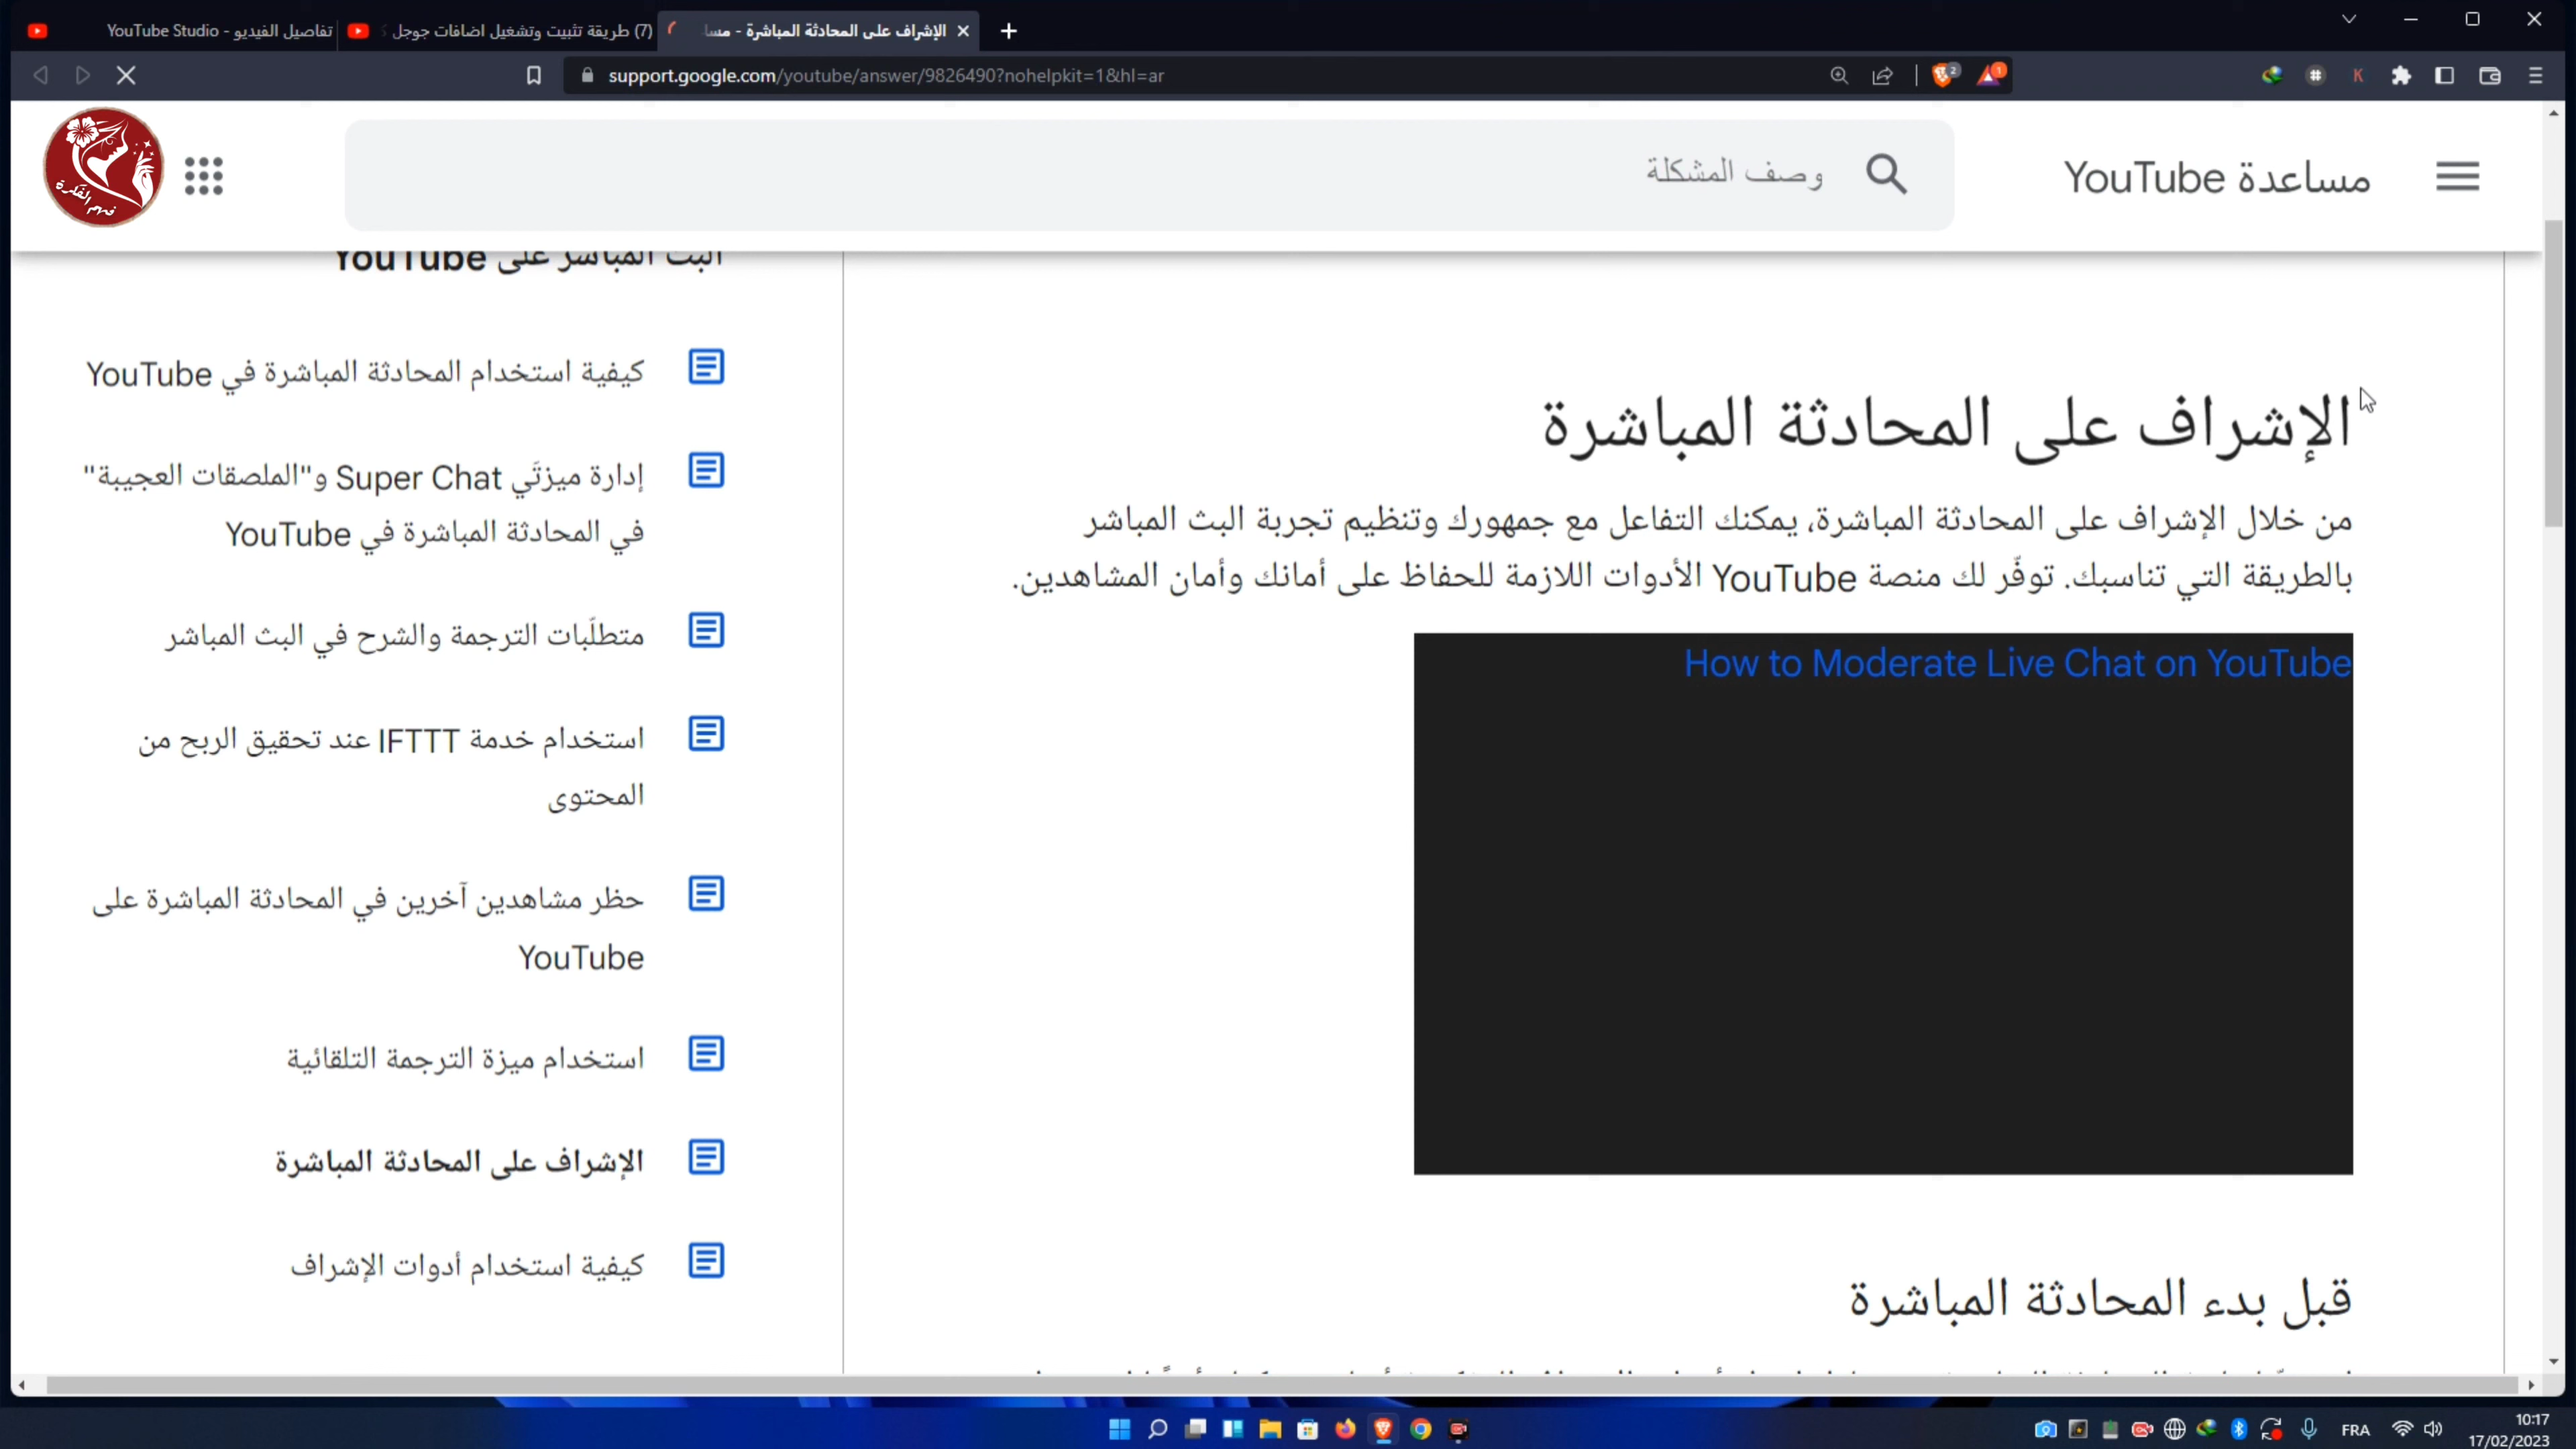 YouTube Studio - تفاصيل الفيديو
(7) طريقة تثبيت وتشغيل اضافات جوجل
الإشراف على المحادثة المباشرة - مسا
support.google.com/youtube/answer/9826490?nohelpkit=1&hl=ar
2
1
K
فهيم القادرة
وصف المشكلة
مساعدة YouTube
البث المباشر على YouTube
كيفية استخدام المحادثة المباشرة في YouTube
إدارة ميزتَي Super Chat و"الملصقات العجيبة"
في المحادثة المباشرة في YouTube
متطلّبات الترجمة والشرح في البث المباشر
استخدام خدمة IFTTT عند تحقيق الربح من
المحتوى
حظر مشاهدين آخرين في المحادثة المباشرة على
YouTube
استخدام ميزة الترجمة التلقائية
الإشراف على المحادثة المباشرة
كيفية استخدام أدوات الإشراف
الإشراف على المحادثة المباشرة
من خلال الإشراف على المحادثة المباشرة، يمكنك التفاعل مع جمهورك وتنظيم تجربة البث المباشر
بالطريقة التي تناسبك. توفّر لك منصة YouTube الأدوات اللازمة للحفاظ على أمانك وأمان المشاهدين.
How to Moderate Live Chat on YouTube
قبل بدء المحادثة المباشرة
FRA
10:17
17/02/2023